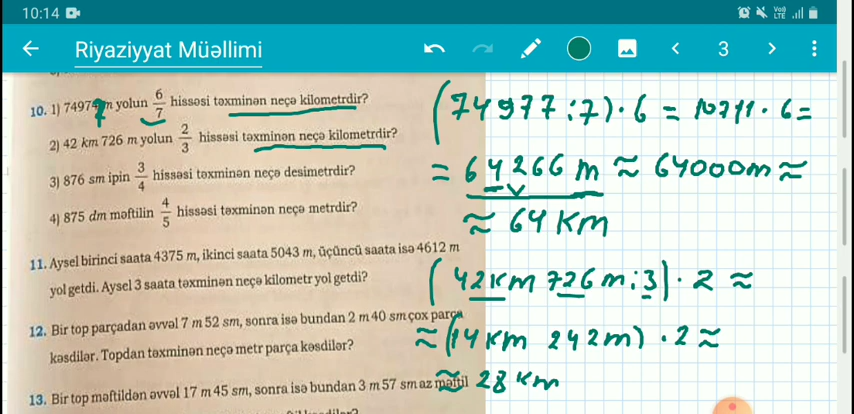 10:14
Vo))
LTE
Riyaziyyat Müəllimi
3
10. 1) 74977 m yolun 6/7 hissəsi təxminən neçə kilometrdir?
2) 42 km 726 m yolun 2/3 hissəsi təxminən neçə kilometrdir?
3) 876 sm ipin 3/4 hissəsi təxminən neçə desimetrdir?
4) 875 dm məftilin 4/5 hissəsi təxminən neçə metrdir?
11. Aysel birinci saata 4375 m, ikinci saata 5043 m, üçüncü saata isə 4612 m
yol getdi. Aysel 3 saata təxminən neçə kilometr yol getdi?
12. Bir top parçadan əvvəl 7 m 52 sm, sonra isə bundan 2 m 40 sm çox parça
kəsdilər. Topdan təxminən neçə metr parça kəsdilər?
13. Bir top məftildən əvvəl 17 m 45 sm, sonra isə bundan 3 m 57 sm az məftil
(74977 : 7) · 6 = 10711 · 6 =
= 64266 m ≈ 64000 m ≈
≈ 64 km
(42 km 726 m : 3) · 2 ≈
≈ (14 km 242 m) · 2 ≈
≈ 28 km